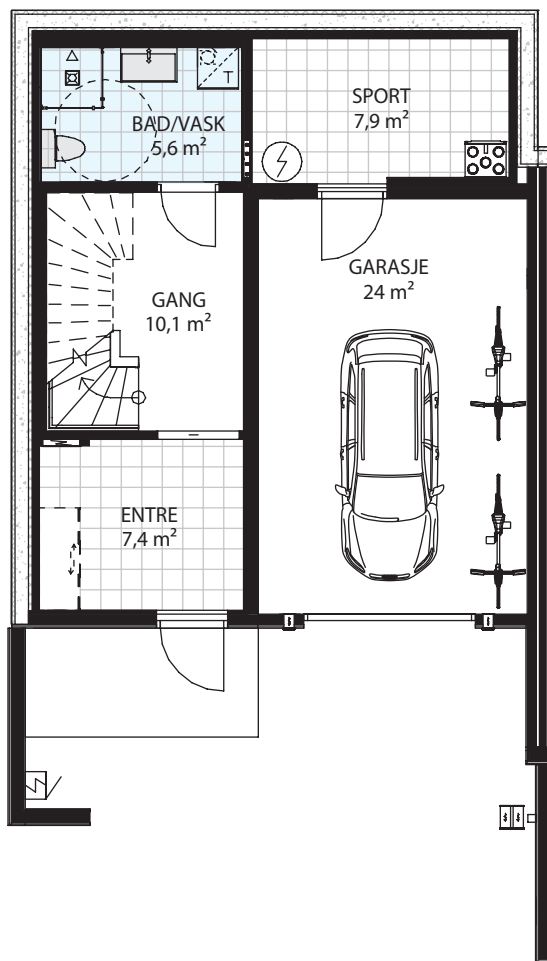 BAD/VASK
5,6 m²
T
SPORT
7,9 m²
GANG
10,1 m²
GARASJE
24 m²
ENTRE
7,4 m²